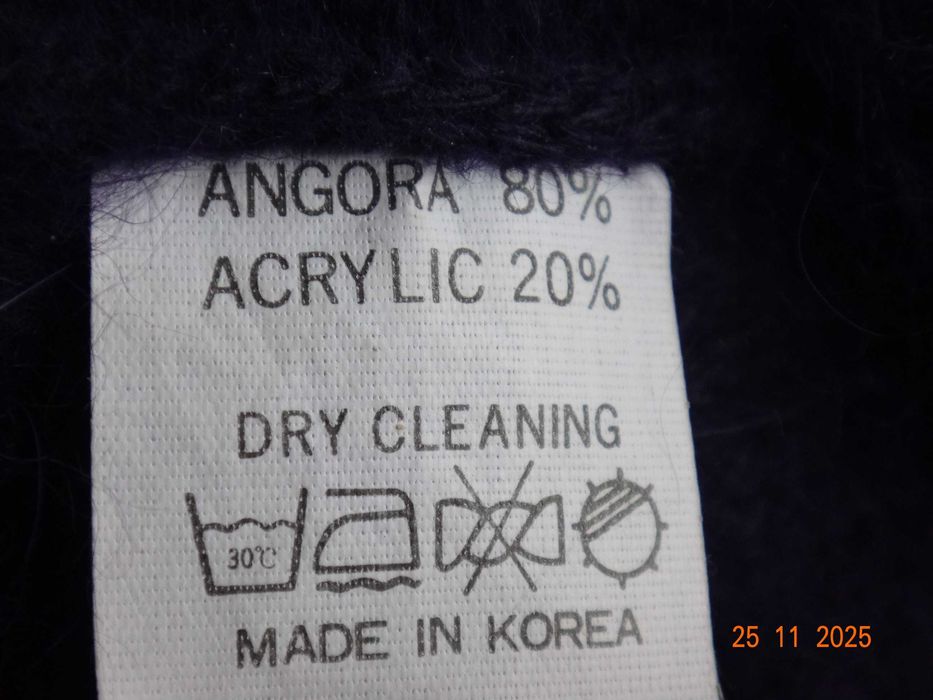 ANGORA 80%
ACRYLIC 20%
DRY CLEANING
30℃
MADE IN KOREA
25 11 2025